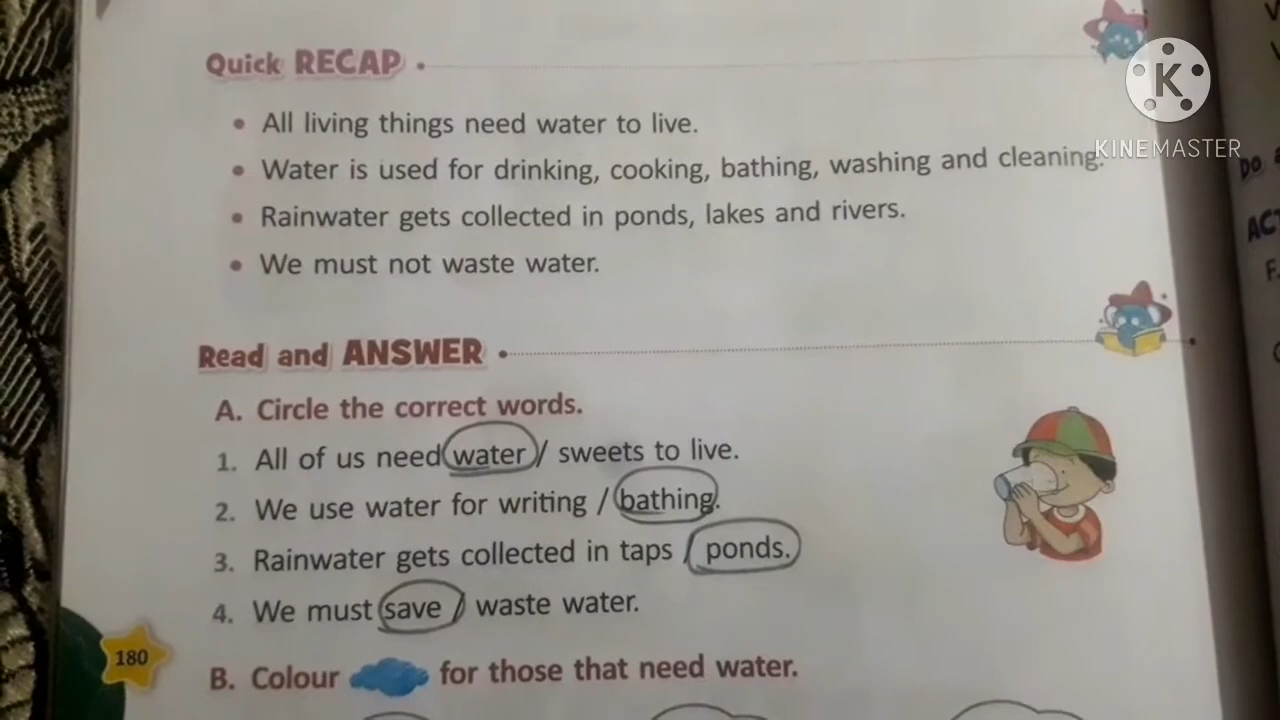 Quick RECAP
K
KINEMASTER
• All living things need water to live.
• Water is used for drinking, cooking, bathing, washing and cleaning.
• Rainwater gets collected in ponds, lakes and rivers.
• We must not waste water.
Read and ANSWER
A. Circle the correct words.
1. All of us need water / sweets to live.
2. We use water for writing / bathing.
3. Rainwater gets collected in taps / ponds.
4. We must save / waste water.
180
B. Colour for those that need water.